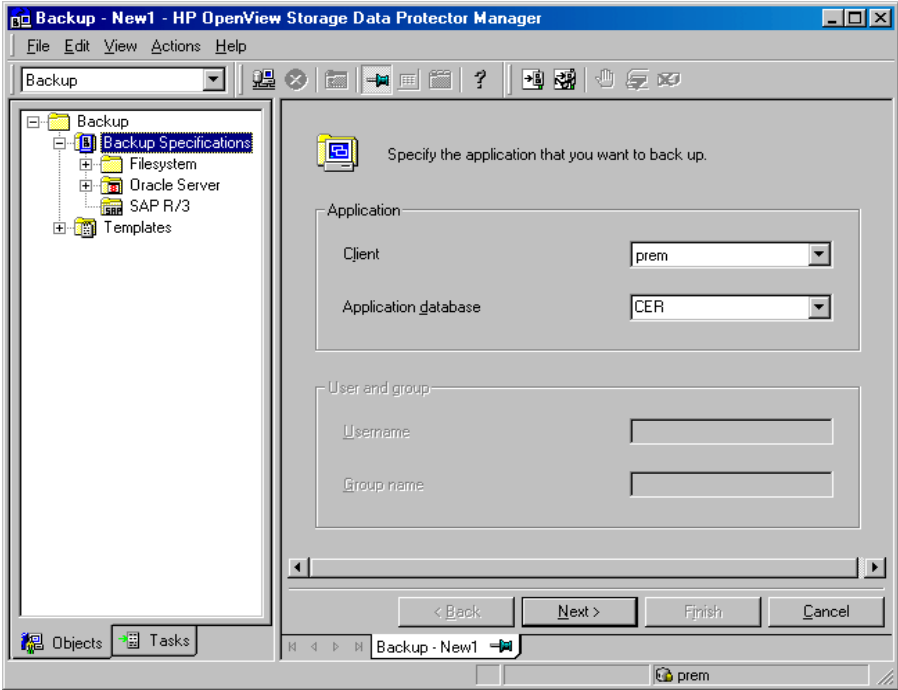 Backup - New1 - HP OpenView Storage Data Protector Manager
File Edit View Actions Help
Backup
Backup
Backup Specifications
Filesystem
Oracle Server
SAP R/3
Templates
Specify the application that you want to back up.
Application
Client prem
Application database CER
User and group
Username
Group name
< Back Next > Finish Cancel
Objects Tasks
Backup - New1
prem